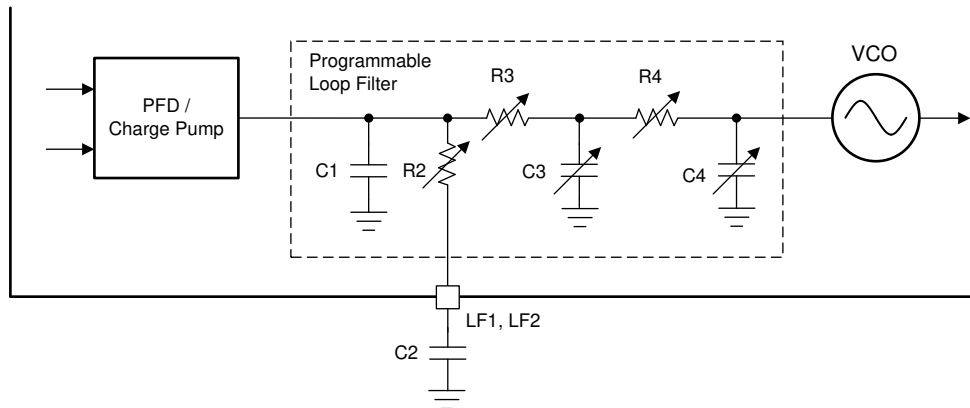 Programmable
Loop Filter
VCO
R3
R4
PFD /
Charge Pump
C1
R2
C3
C4
LF1, LF2
C2